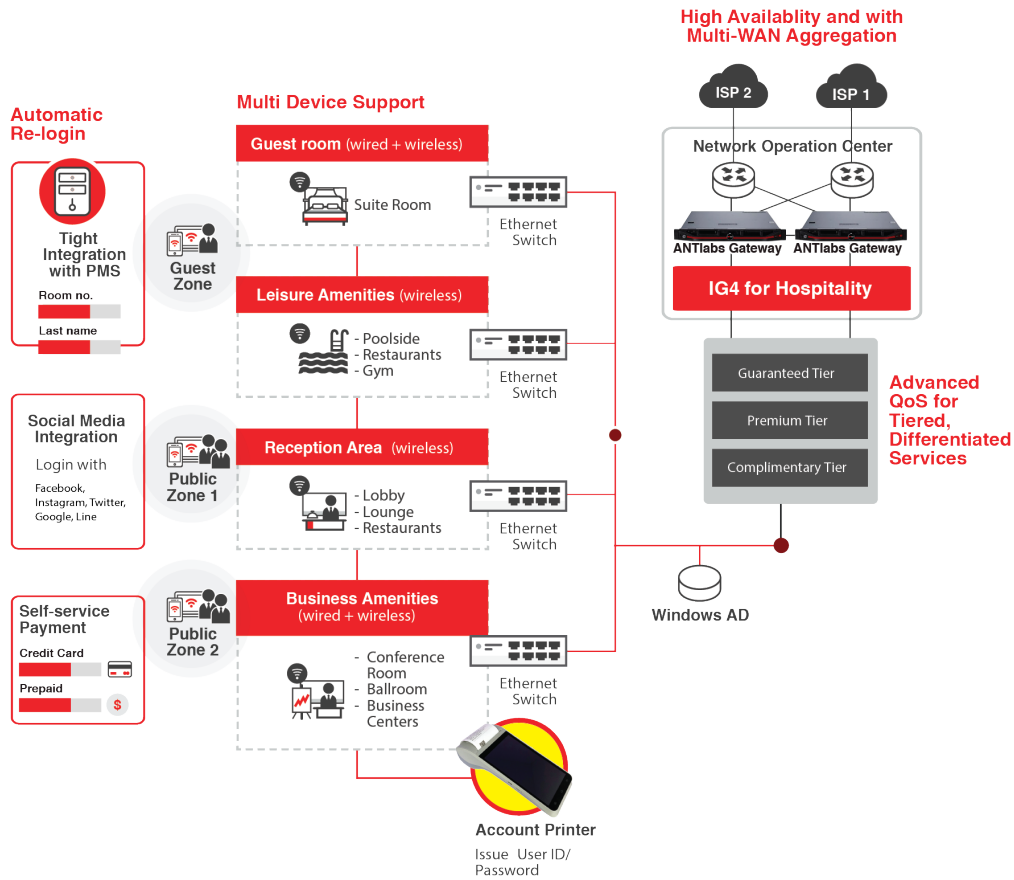 High Availablity and with
Multi-WAN Aggregation
ISP 2
ISP 1
Network Operation Center
ANTlabs Gateway
ANTlabs Gateway
IG4 for Hospitality
Guaranteed Tier
Premium Tier
Complimentary Tier
Advanced
QoS for
Tiered,
Differentiated
Services
Windows AD
Automatic
Re-login
Tight
Integration
with PMS
Room no.
Last name
Guest
Zone
Social Media
Integration
Login with
Facebook,
Instagram, Twitter,
Google, Line
Public
Zone 1
Self-service
Payment
Credit Card
Prepaid
$
Public
Zone 2
Multi Device Support
Guest room (wired + wireless)
Suite Room
Ethernet
Switch
Leisure Amenities (wireless)
- Poolside
- Restaurants
- Gym
Ethernet
Switch
Reception Area (wireless)
- Lobby
- Lounge
- Restaurants
Ethernet
Switch
Business Amenities
(wired + wireless)
- Conference
Room
- Ballroom
- Business
Centers
Ethernet
Switch
Account Printer
Issue User ID/
Password